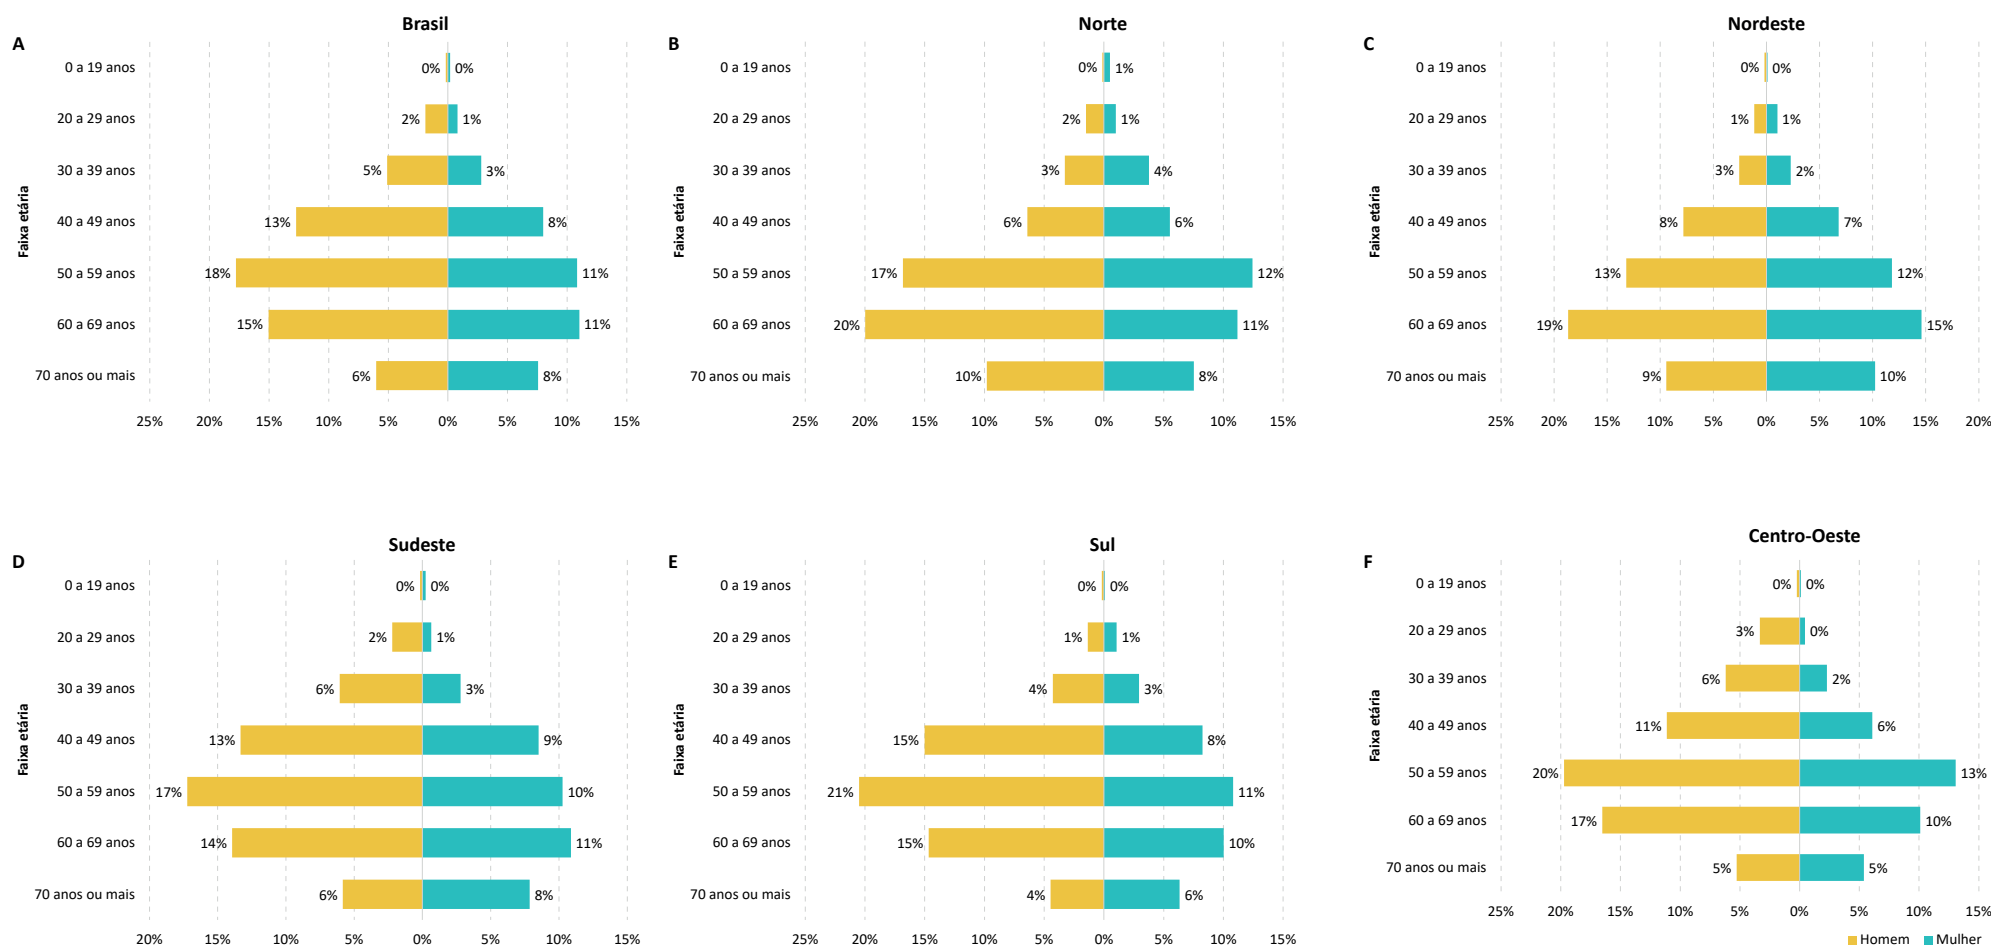 A
Brasil
Faixa etária
0 a 19 anos 0% 0%
20 a 29 anos 2% 1%
30 a 39 anos 5% 3%
40 a 49 anos 13% 8%
50 a 59 anos 18% 11%
60 a 69 anos 15% 11%
70 anos ou mais 6% 8%
25% 20% 15% 10% 5% 0% 5% 10% 15%
B
Norte
Faixa etária
0 a 19 anos 0% 1%
20 a 29 anos 2% 1%
30 a 39 anos 3% 4%
40 a 49 anos 6% 6%
50 a 59 anos 17% 12%
60 a 69 anos 20% 11%
70 anos ou mais 10% 8%
25% 20% 15% 10% 5% 0% 5% 10% 15%
C
Nordeste
Faixa etária
0 a 19 anos 0% 0%
20 a 29 anos 1% 1%
30 a 39 anos 3% 2%
40 a 49 anos 8% 7%
50 a 59 anos 13% 12%
60 a 69 anos 19% 15%
70 anos ou mais 9% 10%
25% 20% 15% 10% 5% 0% 5% 10% 15% 20%
D
Sudeste
Faixa etária
0 a 19 anos 0% 0%
20 a 29 anos 2% 1%
30 a 39 anos 6% 3%
40 a 49 anos 13% 9%
50 a 59 anos 17% 10%
60 a 69 anos 14% 11%
70 anos ou mais 6% 8%
20% 15% 10% 5% 0% 5% 10% 15%
E
Sul
Faixa etária
0 a 19 anos 0% 0%
20 a 29 anos 1% 1%
30 a 39 anos 4% 3%
40 a 49 anos 15% 8%
50 a 59 anos 21% 11%
60 a 69 anos 15% 10%
70 anos ou mais 4% 6%
25% 20% 15% 10% 5% 0% 5% 10% 15%
F
Centro-Oeste
Faixa etária
0 a 19 anos 0% 0%
20 a 29 anos 3% 0%
30 a 39 anos 6% 2%
40 a 49 anos 11% 6%
50 a 59 anos 20% 13%
60 a 69 anos 17% 10%
70 anos ou mais 5% 5%
25% 20% 15% 10% 5% 0% 5% 10% 15%
Homem Mulher